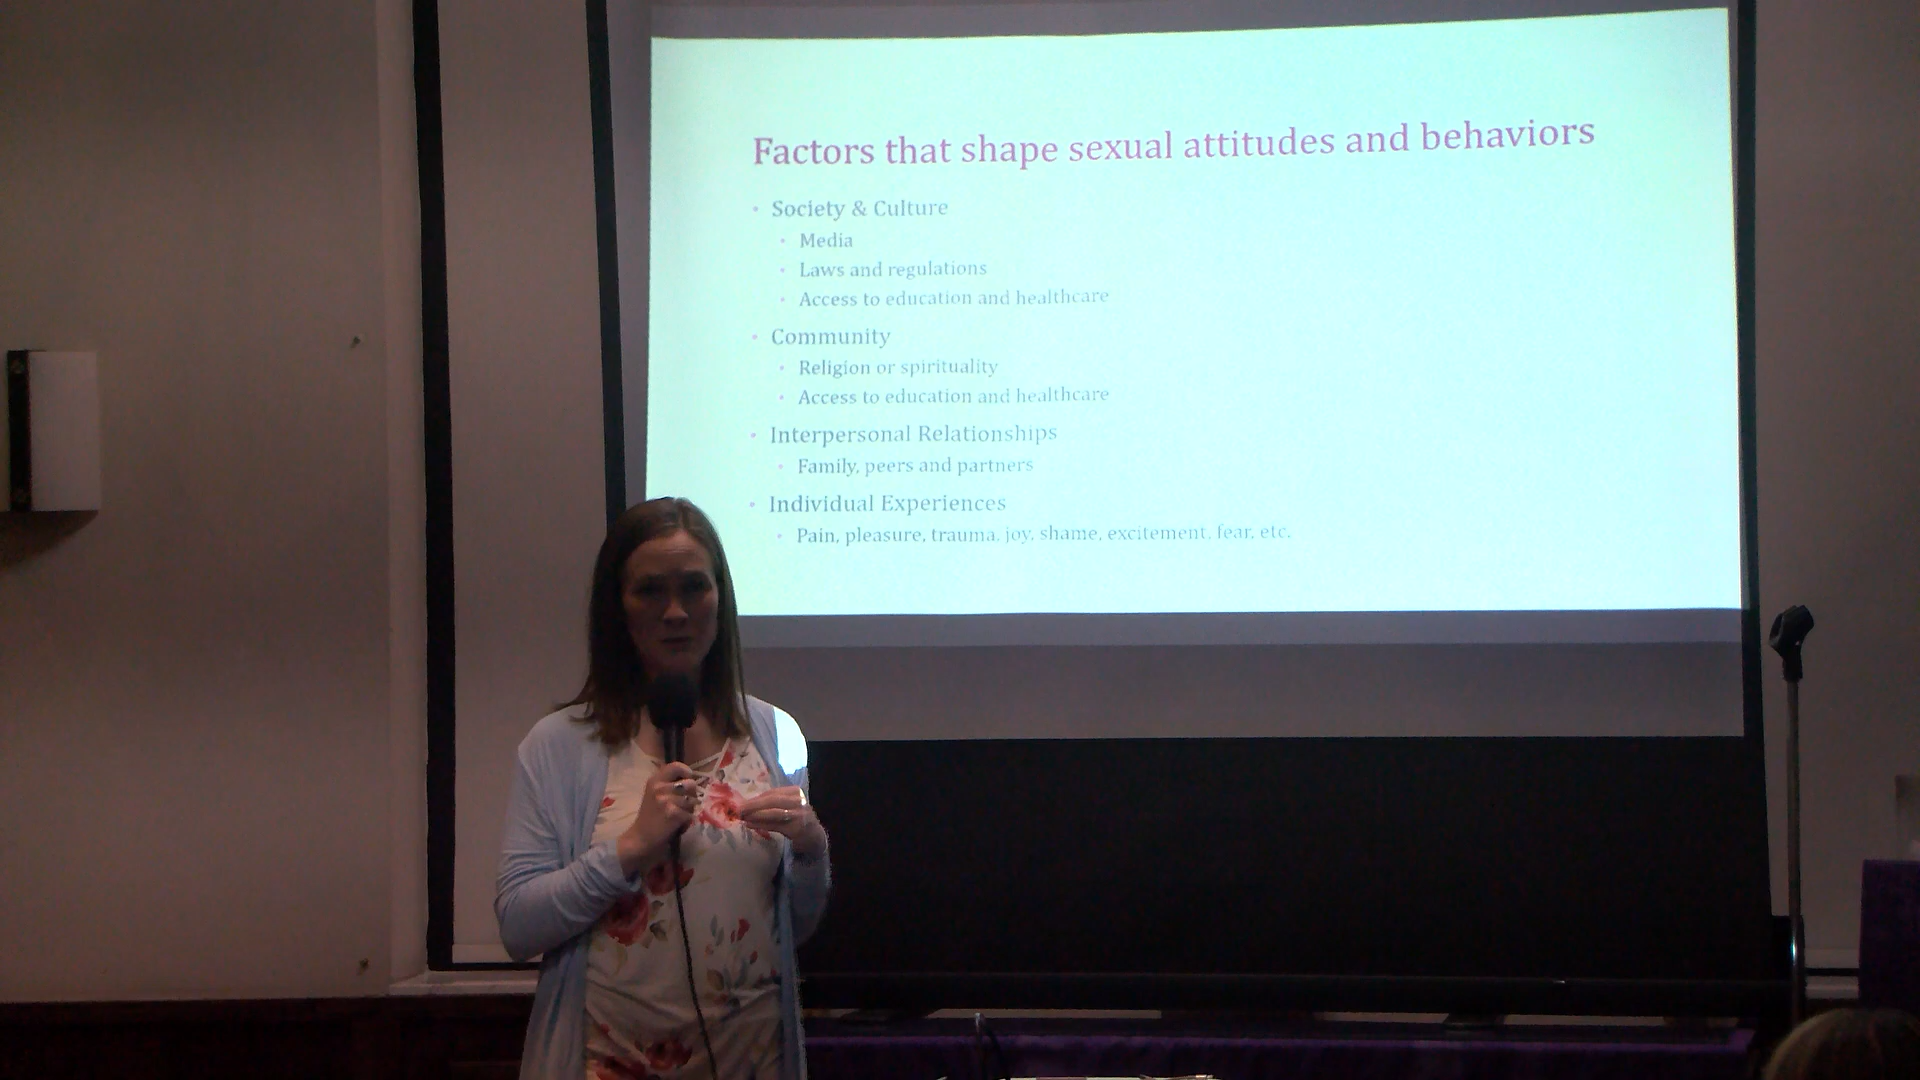 Factors that shape sexual attitudes and behaviors
• Society & Culture
• Media
• Laws and regulations
• Access to education and healthcare
• Community
• Religion or spirituality
• Access to education and healthcare
• Interpersonal Relationships
• Family, peers and partners
• Individual Experiences
• Pain, pleasure, trauma, joy, shame, excitement, fear, etc.